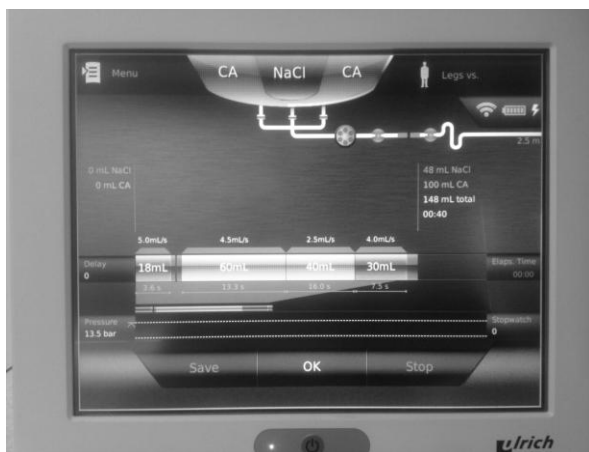 Menu
CA NaCl CA
Legs vs.
2.5 m
0 mL NaCl
0 mL CA
48 mL NaCl
100 mL CA
148 mL total
00:40
5.0mL/s 4.5mL/s 2.5mL/s 4.0mL/s
Delay
0
18mL 60mL 40mL 30mL
Elaps. Time
00:00
3.6 s 13.3 s 16.0 s 7.5 s
Pressure
13.5 bar
Stopwatch
0
Save OK Stop
ulrich